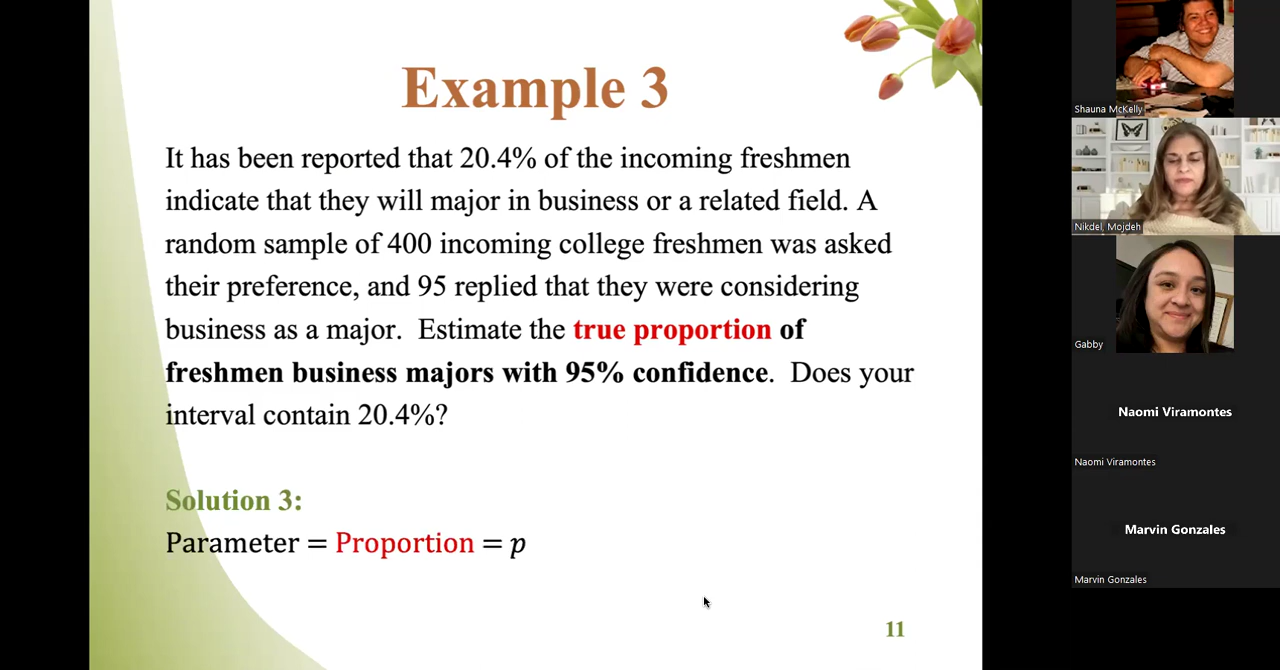 Example 3
It has been reported that 20.4% of the incoming freshmen
indicate that they will major in business or a related field. A
random sample of 400 incoming college freshmen was asked
their preference, and 95 replied that they were considering
business as a major. Estimate the true proportion of
freshmen business majors with 95% confidence. Does your
interval contain 20.4%?
Solution 3:
Parameter = Proportion = p
11
Shauna McKelly
Nikdel, Mojdeh
Gabby
Naomi Viramontes
Naomi Viramontes
Marvin Gonzales
Marvin Gonzales